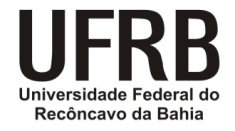 UFRB
Universidade Federal do
Recôncavo da Bahia